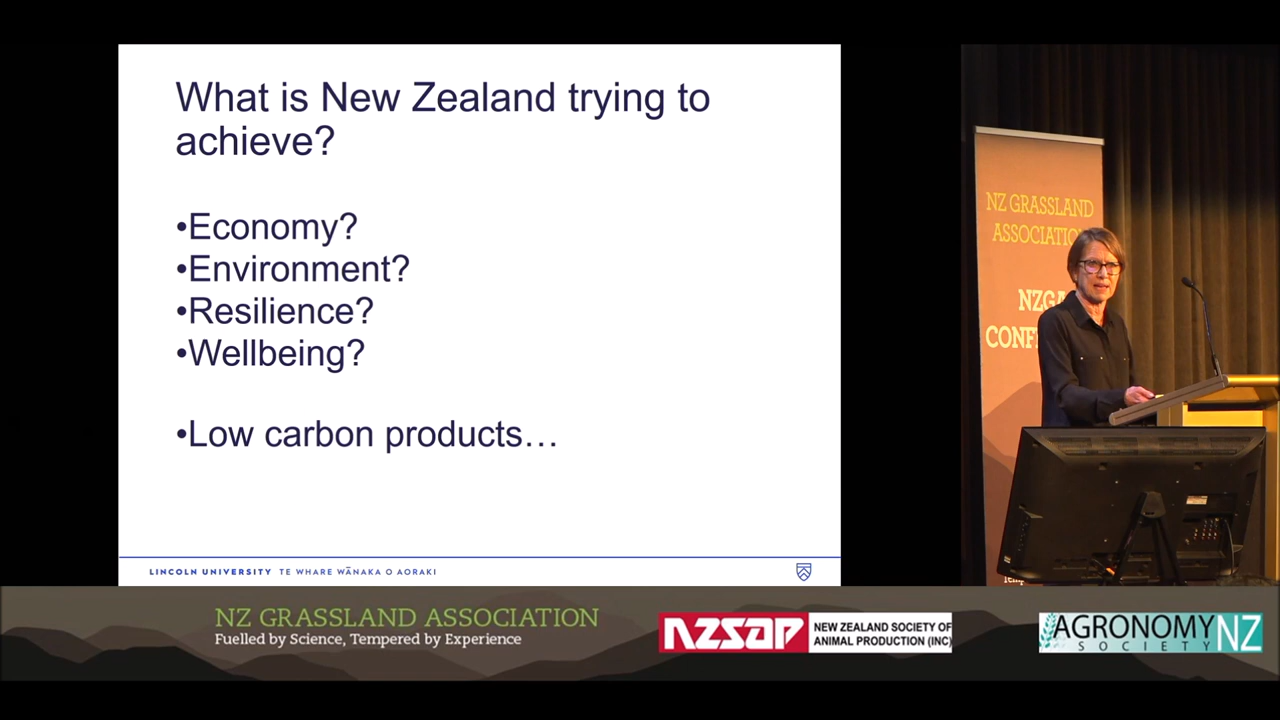 What is New Zealand trying to
achieve?
•Economy?
•Environment?
•Resilience?
•Wellbeing?
•Low carbon products…
LINCOLN UNIVERSITY TE WHARE WĀNAKA O AORAKI
NZ GRASSLAND
ASSOCIATION
NZGA
CONF
NZ GRASSLAND ASSOCIATION
Fuelled by Science, Tempered by Experience
NZSAP
NEW ZEALAND SOCIETY OF
ANIMAL PRODUCTION (INC)
AGRONOMY NZ
SOCIETY